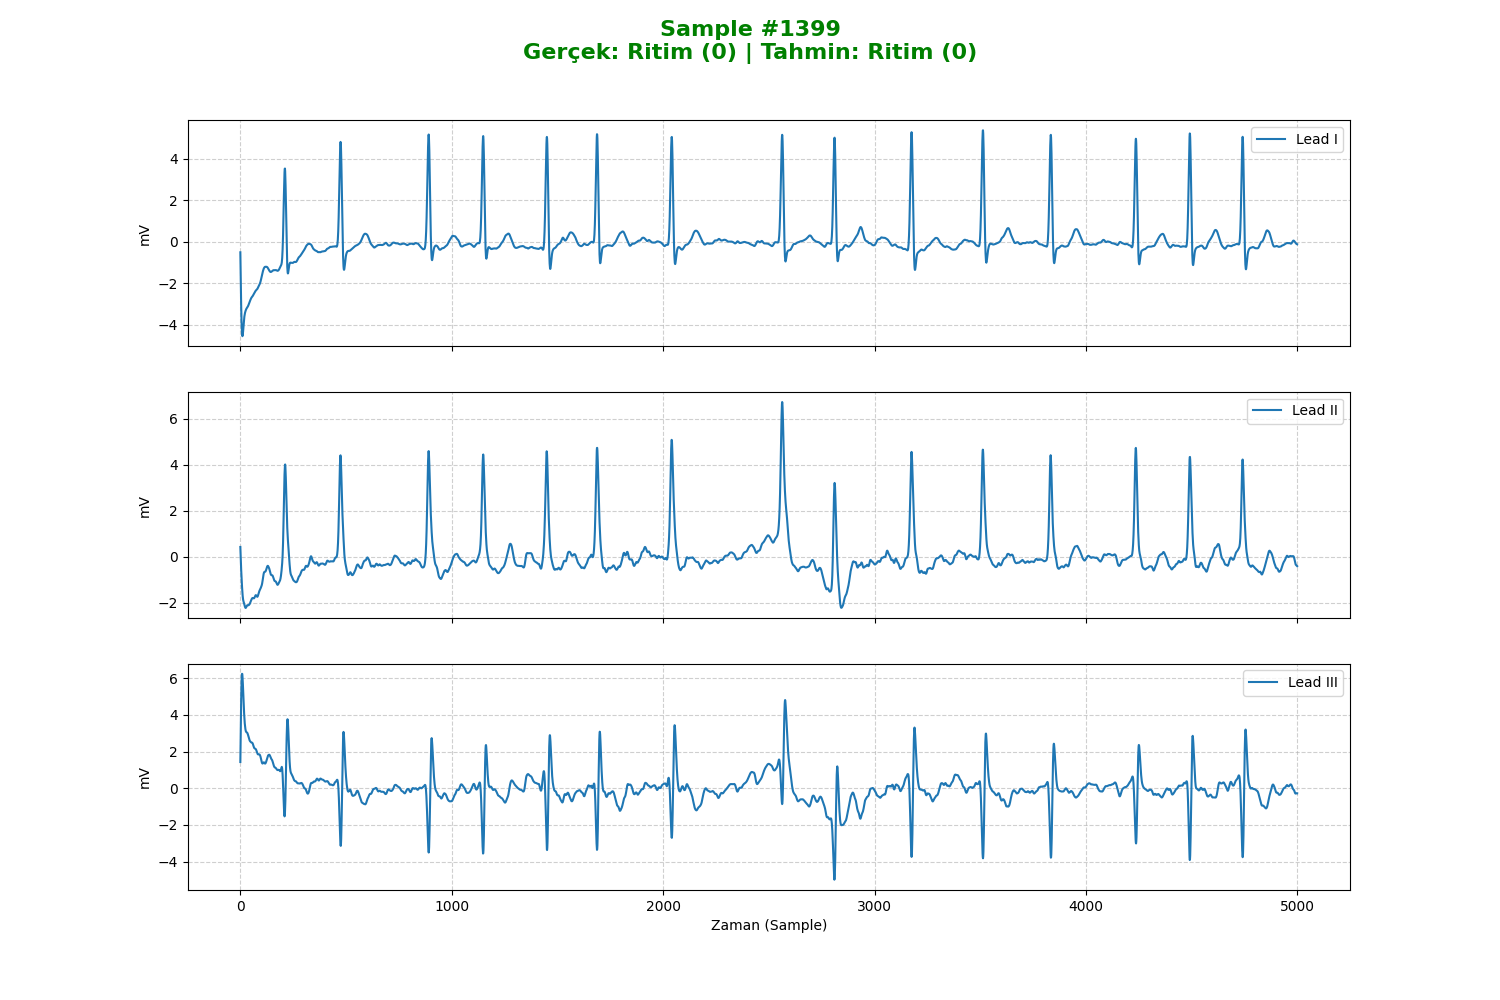 Sample #1399
Gerçek: Ritim (0) | Tahmin: Ritim (0)
Lead I
4
2
0
−2
−4
mV
Lead II
6
4
2
0
−2
mV
Lead III
6
4
2
0
−2
−4
mV
0 1000 2000 3000 4000 5000
Zaman (Sample)